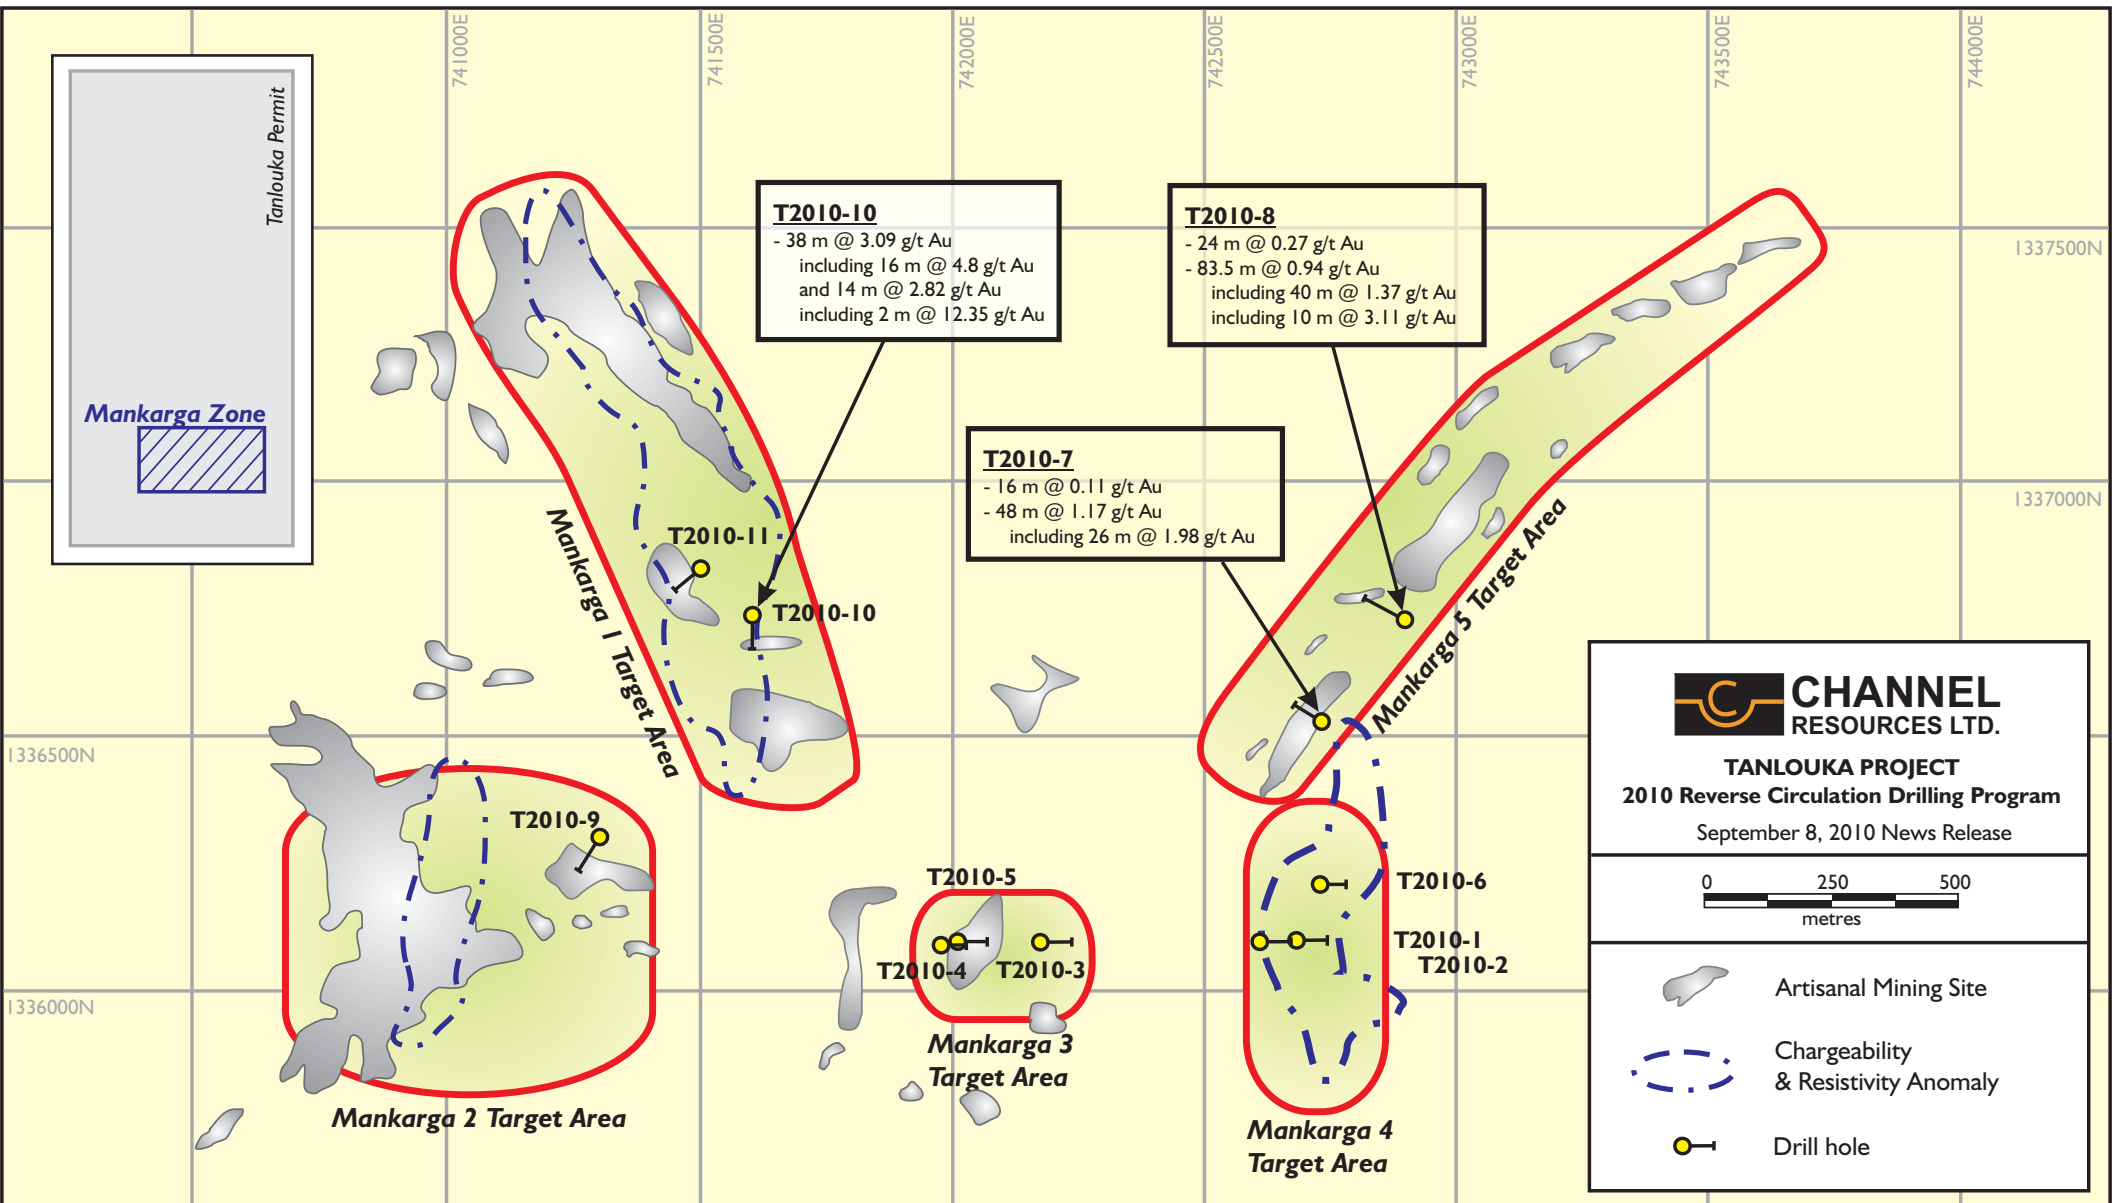 741000E
741500E
742000E
742500E
743000E
743500E
744000E
Tanlouka Permit
Mankarga Zone
T2010-10
- 38 m @ 3.09 g/t Au
including 16 m @ 4.8 g/t Au
and 14 m @ 2.82 g/t Au
including 2 m @ 12.35 g/t Au
T2010-8
- 24 m @ 0.27 g/t Au
- 83.5 m @ 0.94 g/t Au
including 40 m @ 1.37 g/t Au
including 10 m @ 3.11 g/t Au
1337500N
T2010-7
- 16 m @ 0.11 g/t Au
- 48 m @ 1.17 g/t Au
including 26 m @ 1.98 g/t Au
1337000N
T2010-11
T2010-10
Mankarga 1 Target Area
Mankarga 5 Target Area
1336500N
T2010-9
T2010-5
T2010-4
T2010-3
T2010-6
T2010-1
T2010-2
1336000N
Mankarga 3
Target Area
Mankarga 2 Target Area
Mankarga 4
Target Area
CHANNEL
RESOURCES LTD.
TANLOUKA PROJECT
2010 Reverse Circulation Drilling Program
September 8, 2010 News Release
0 250 500
metres
Artisanal Mining Site
Chargeability
& Resistivity Anomaly
Drill hole